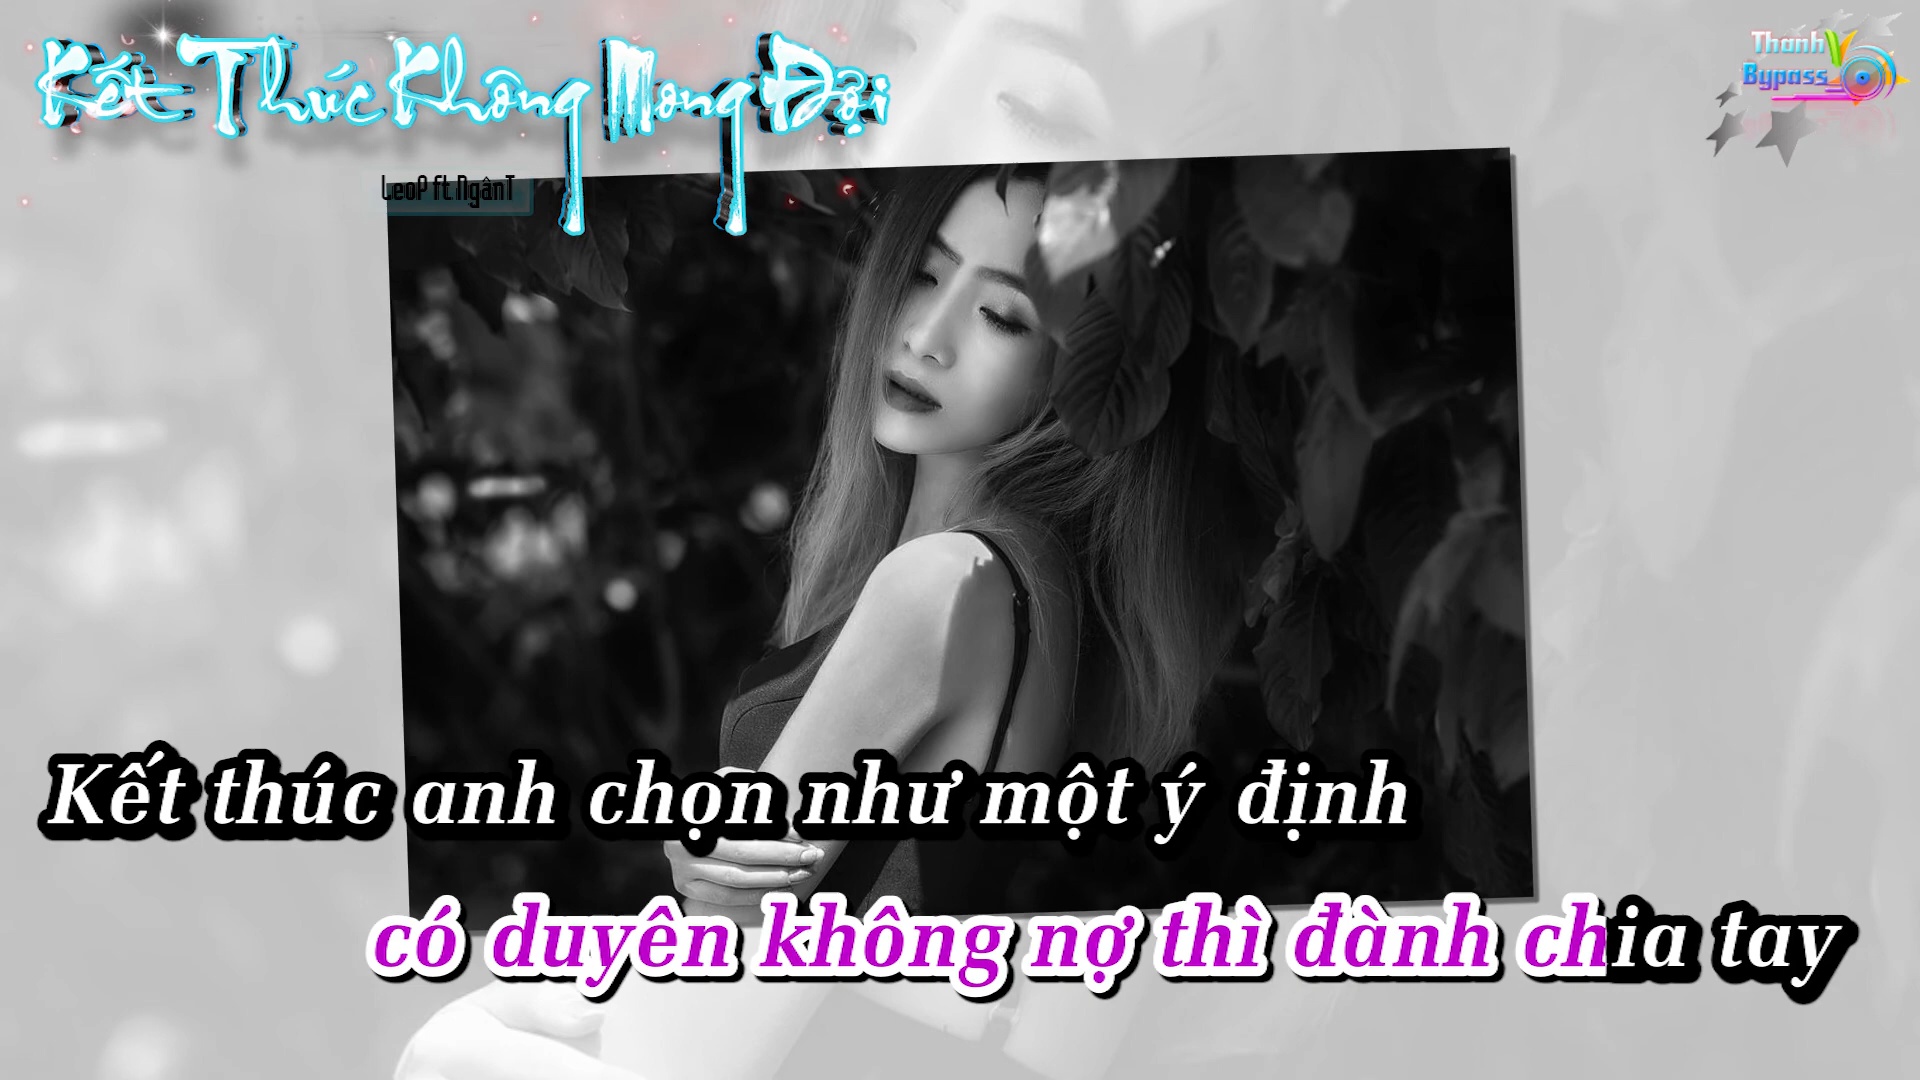 Kết Thúc Không Mong Đợi
LeoP ft NgânT
Thanh
Bypass
Kết thúc anh chọn như một ý định
có duyên không nợ thì đành chia tay